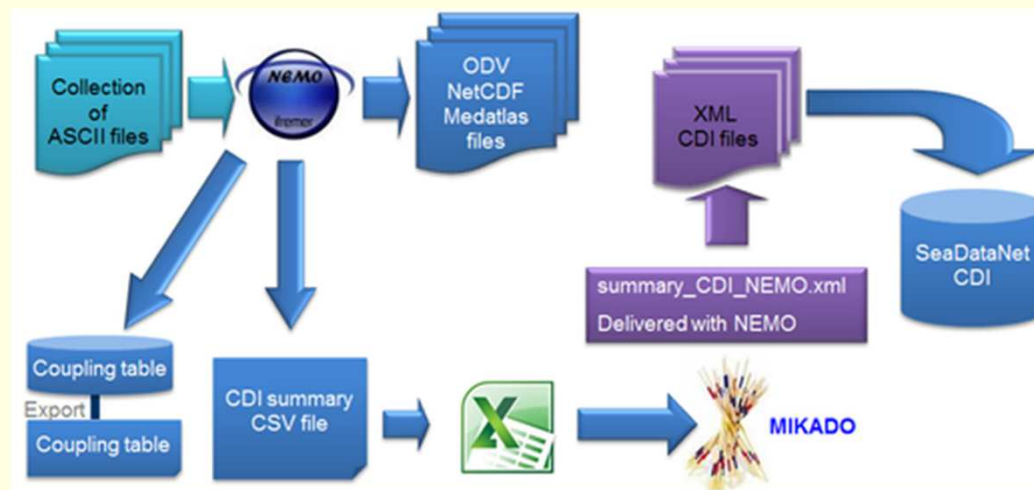 Collection
of
ASCII files
NEMO
ifremer
ODV
NetCDF
Medatlas
files
XML
CDI files
SeaDataNet
CDI
summary_CDI_NEMO.xml
Delivered with NEMO
Coupling table
Export
Coupling table
CDI summary
CSV file
X
MIKADO